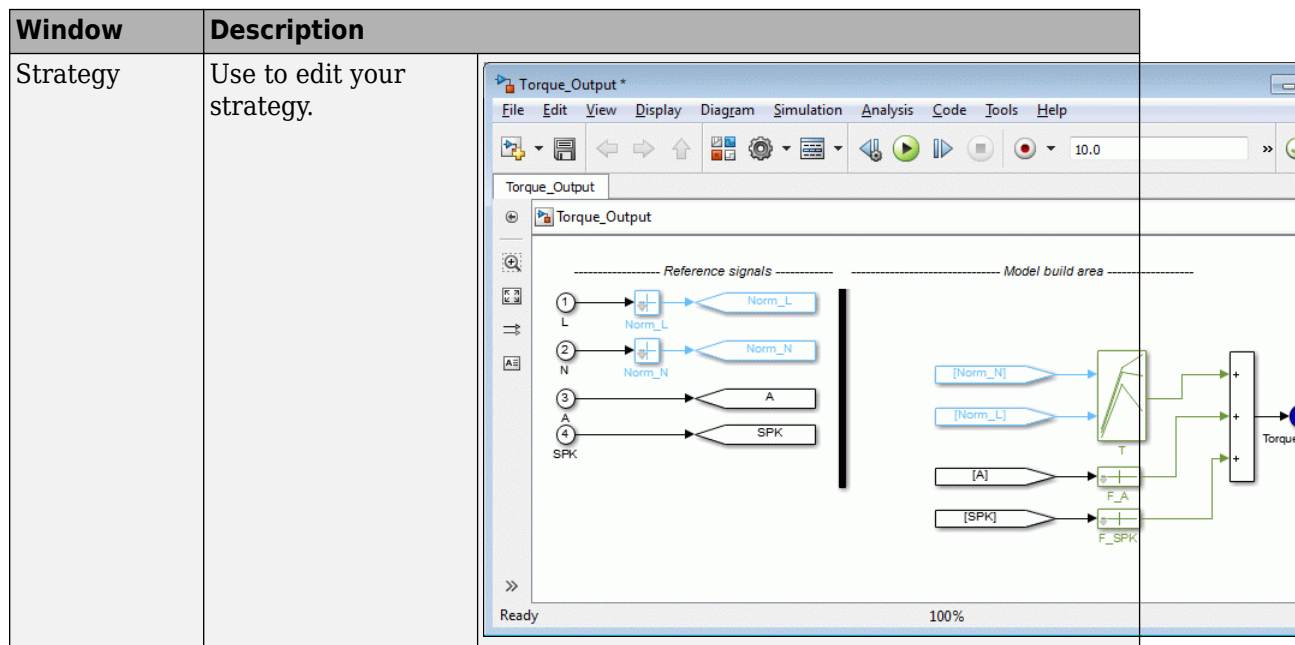 Window Description
Strategy Use to edit your
strategy.
Torque_Output *
File Edit View Display Diagram Simulation Analysis Code Tools Help
10.0 »
Torque_Output
Torque_Output
------------------ Reference signals ------------
------------------------------- Model build area ------------------
1
L
Norm_L
Norm_L
2
N
Norm_N
Norm_N
3
A
A
4
SPK
SPK
[Norm_N]
[Norm_L]
T
[A]
F_A
[SPK]
F_SPK
+
+
+
Torque
»
Ready 100%